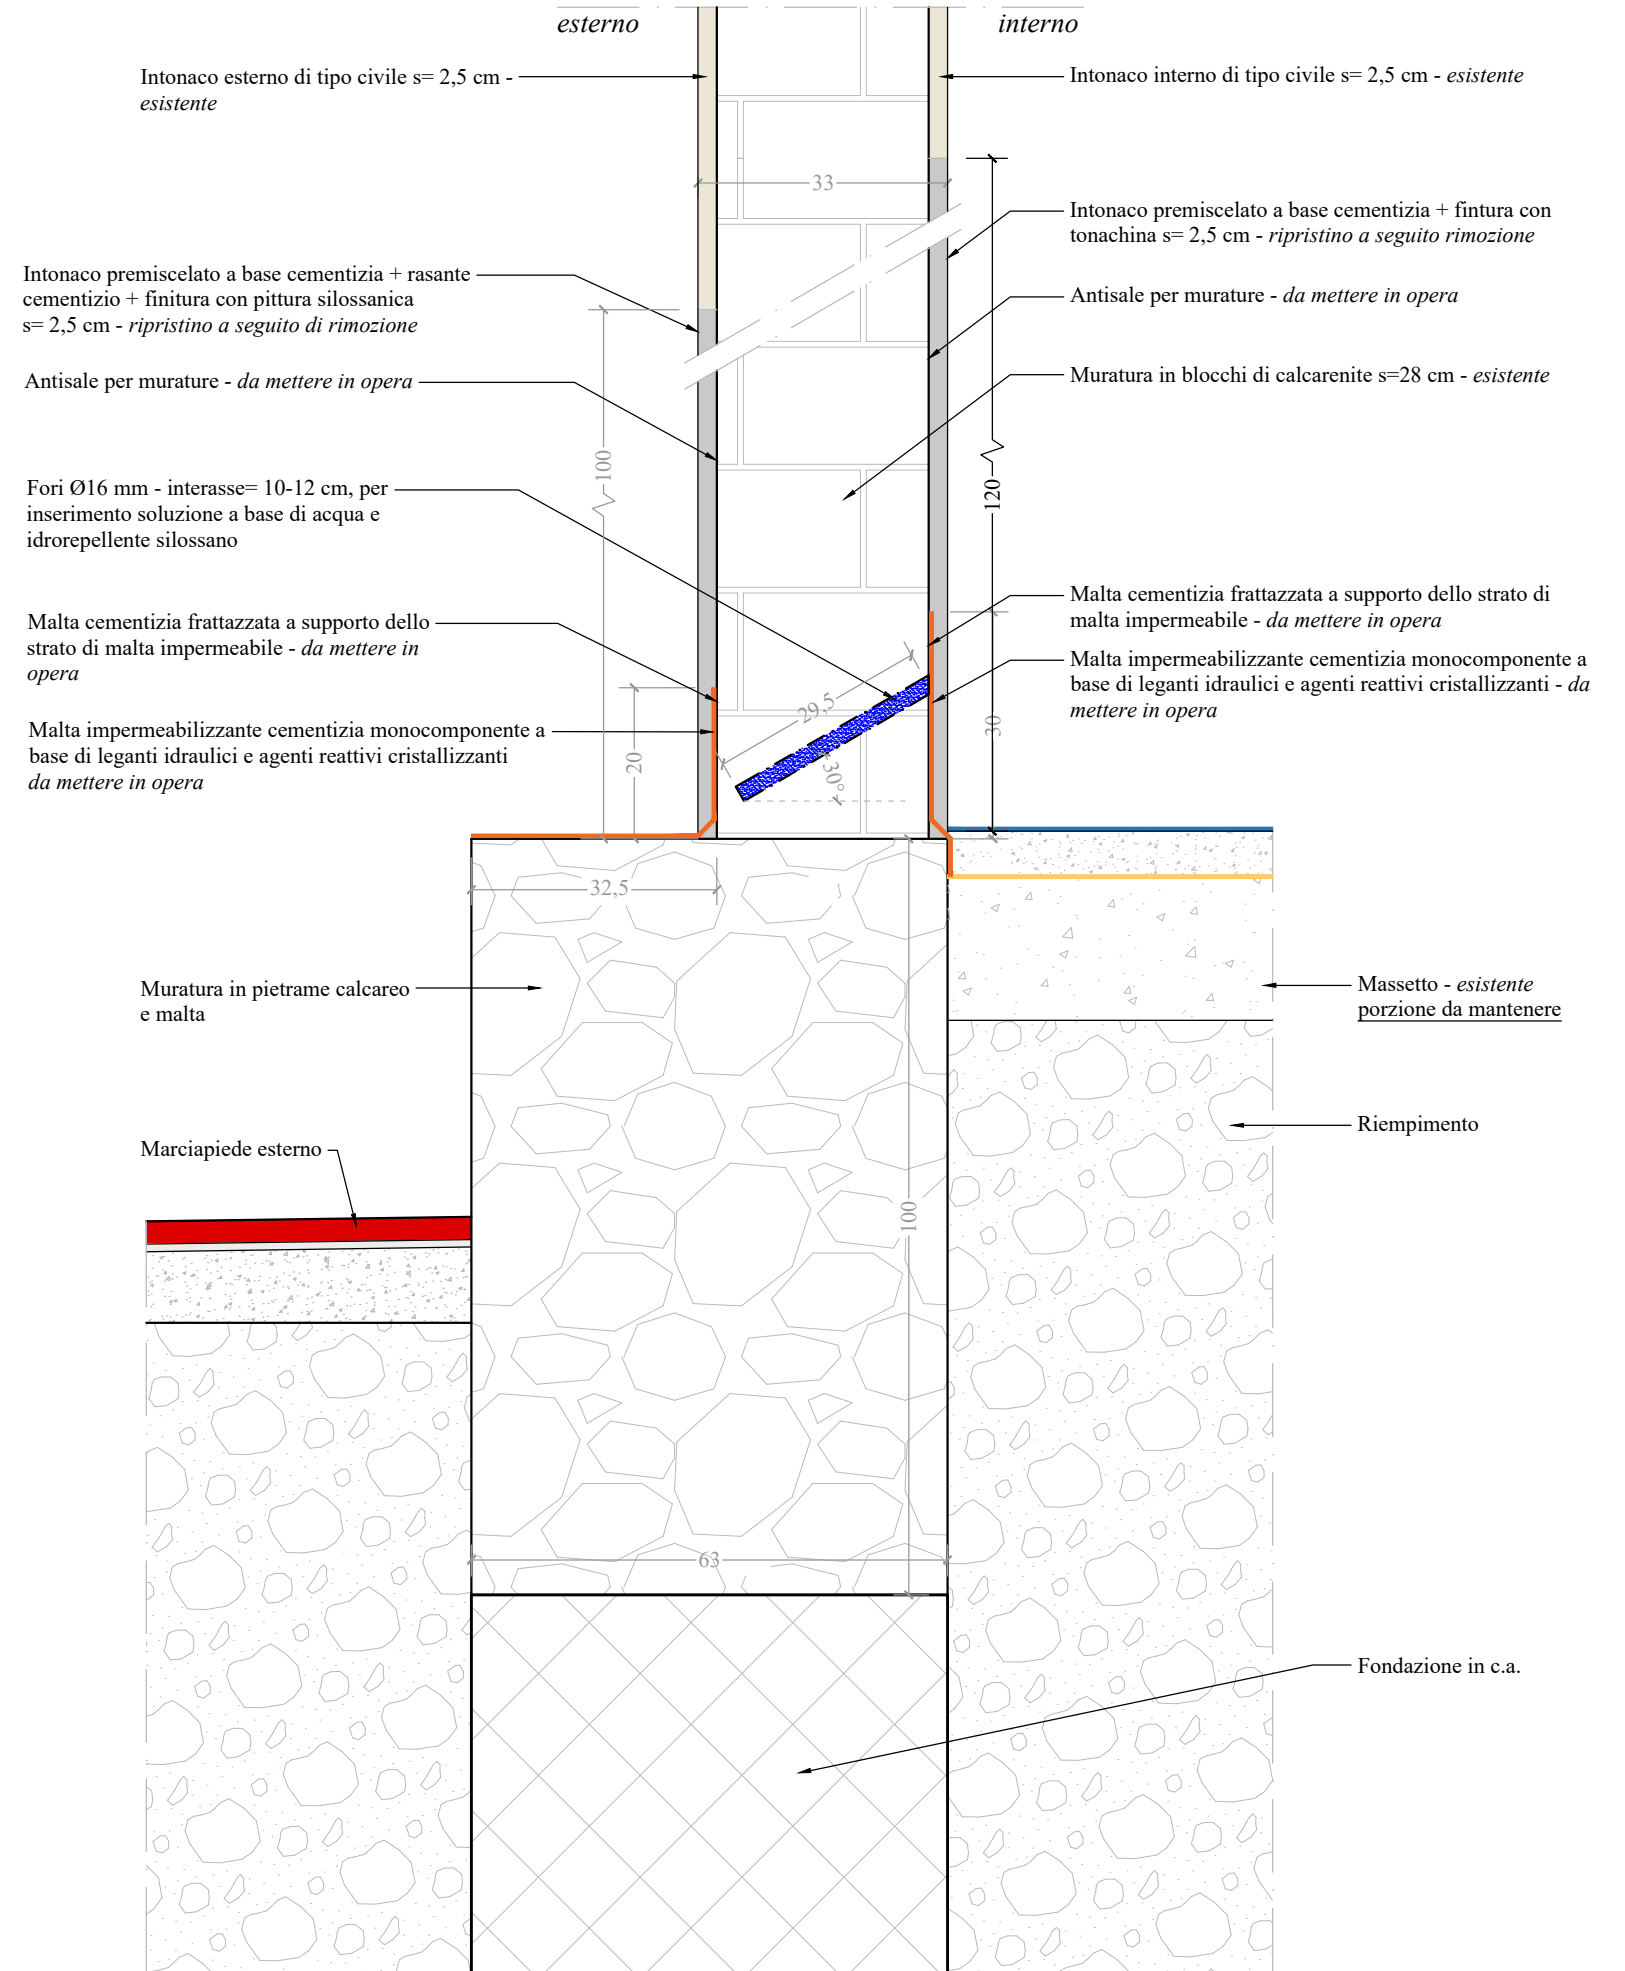 esterno
interno
Intonaco esterno di tipo civile s= 2,5 cm -
esistente
Intonaco interno di tipo civile s= 2,5 cm - esistente
33
Intonaco premiscelato a base cementizia + fintura con
tonachina s= 2,5 cm - ripristino a seguito rimozione
Intonaco premiscelato a base cementizia + rasante
cementizio + finitura con pittura silossanica
s= 2,5 cm - ripristino a seguito di rimozione
Antisale per murature - da mettere in opera
Antisale per murature - da mettere in opera
Muratura in blocchi di calcarenite s=28 cm - esistente
100
120
Fori Ø16 mm - interasse= 10-12 cm, per
inserimento soluzione a base di acqua e
idrorepellente silossano
Malta cementizia frattazzata a supporto dello
strato di malta impermeabile - da mettere in
opera
Malta cementizia frattazzata a supporto dello strato di
malta impermeabile - da mettere in opera
Malta impermeabilizzante cementizia monocomponente a
base di leganti idraulici e agenti reattivi cristallizzanti - da
mettere in opera
29,5
30
Malta impermeabilizzante cementizia monocomponente a
base di leganti idraulici e agenti reattivi cristallizzanti
da mettere in opera
20
30°
32,5
Muratura in pietrame calcareo
e malta
Massetto - esistente
porzione da mantenere
Riempimento
Marciapiede esterno
100
63
Fondazione in c.a.